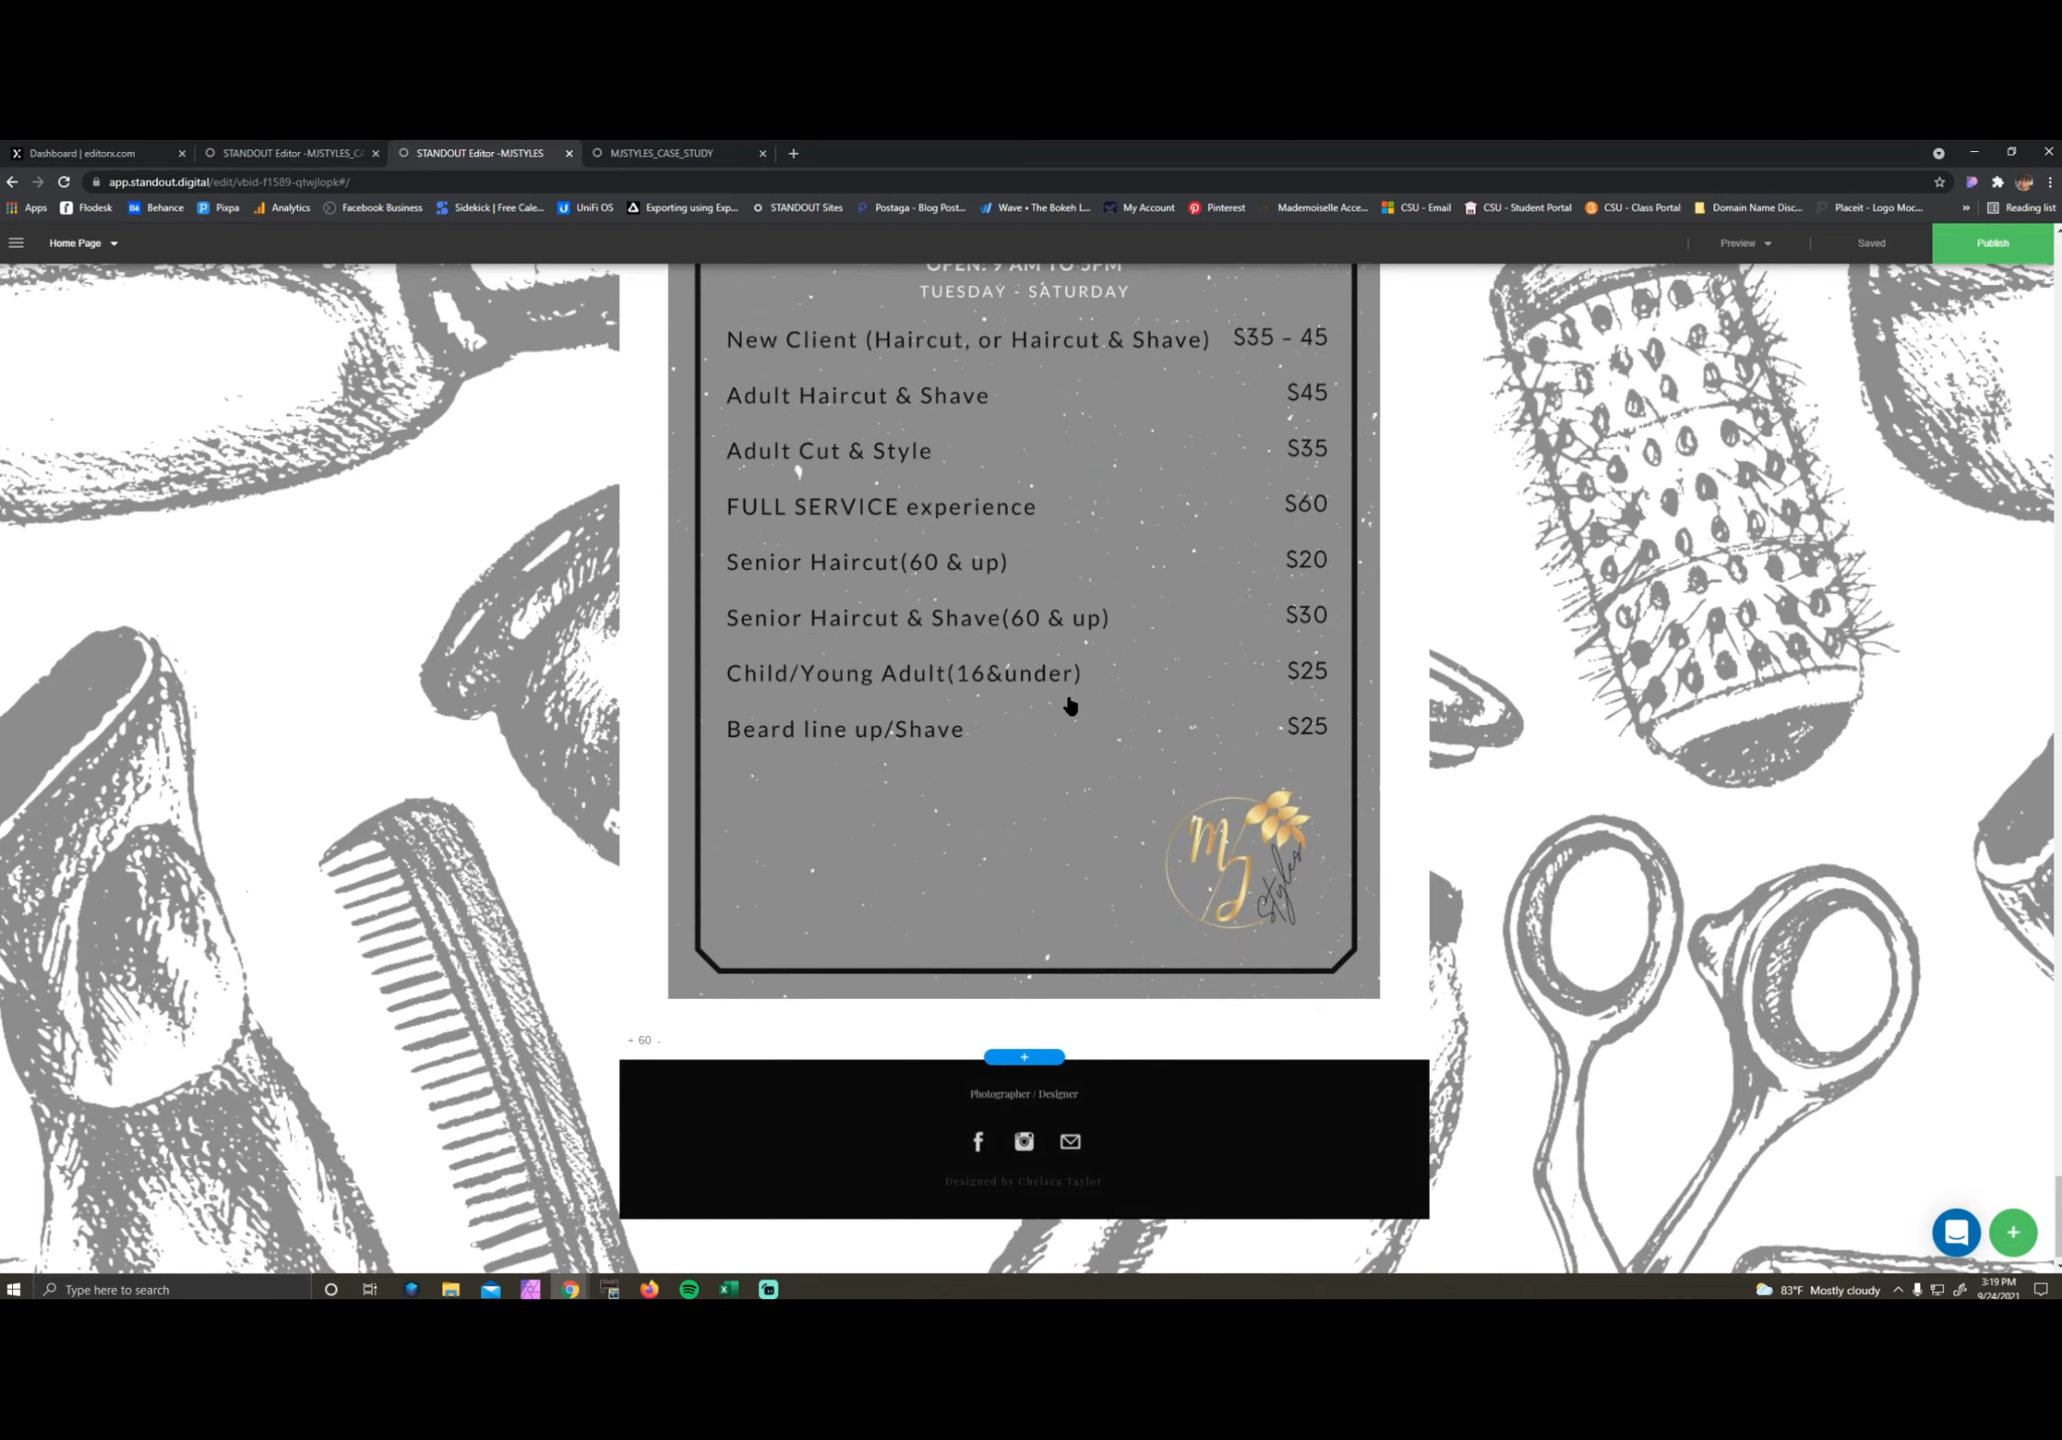 Dashboard | editorx.com
STANDOUT Editor -MJSTYLES_CA
STANDOUT Editor -MJSTYLES
MJSTYLES_CASE_STUDY
app.standout.digital/edit/vbid-f1589-qtwjlopk#/
Apps
Flodesk
Behance
Pixpa
Analytics
Facebook Business
Sidekick | Free Cale...
UniFi OS
Exporting using Exp...
STANDOUT Sites
Postaga - Blog Post...
Wave • The Bokeh L...
My Account
Pinterest
Mademoiselle Acce...
CSU - Email
CSU - Student Portal
CSU - Class Portal
Domain Name Disc...
Placeit - Logo Moc...
»
Reading list
Home Page
Preview
Saved
Publish
OPEN: 9 AM TO 5PM
TUESDAY - SATURDAY
New Client (Haircut, or Haircut & Shave) $35 - 45
Adult Haircut & Shave $45
Adult Cut & Style $35
FULL SERVICE experience $60
Senior Haircut(60 & up) $20
Senior Haircut & Shave(60 & up) $30
Child/Young Adult(16&under) $25
Beard line up/Shave $25
MJ
Styles
+ 60 -
+
Photographer / Designer
Designed by Chelsea Taylor
+
Type here to search
83°F Mostly cloudy
3:19 PM
9/24/2021